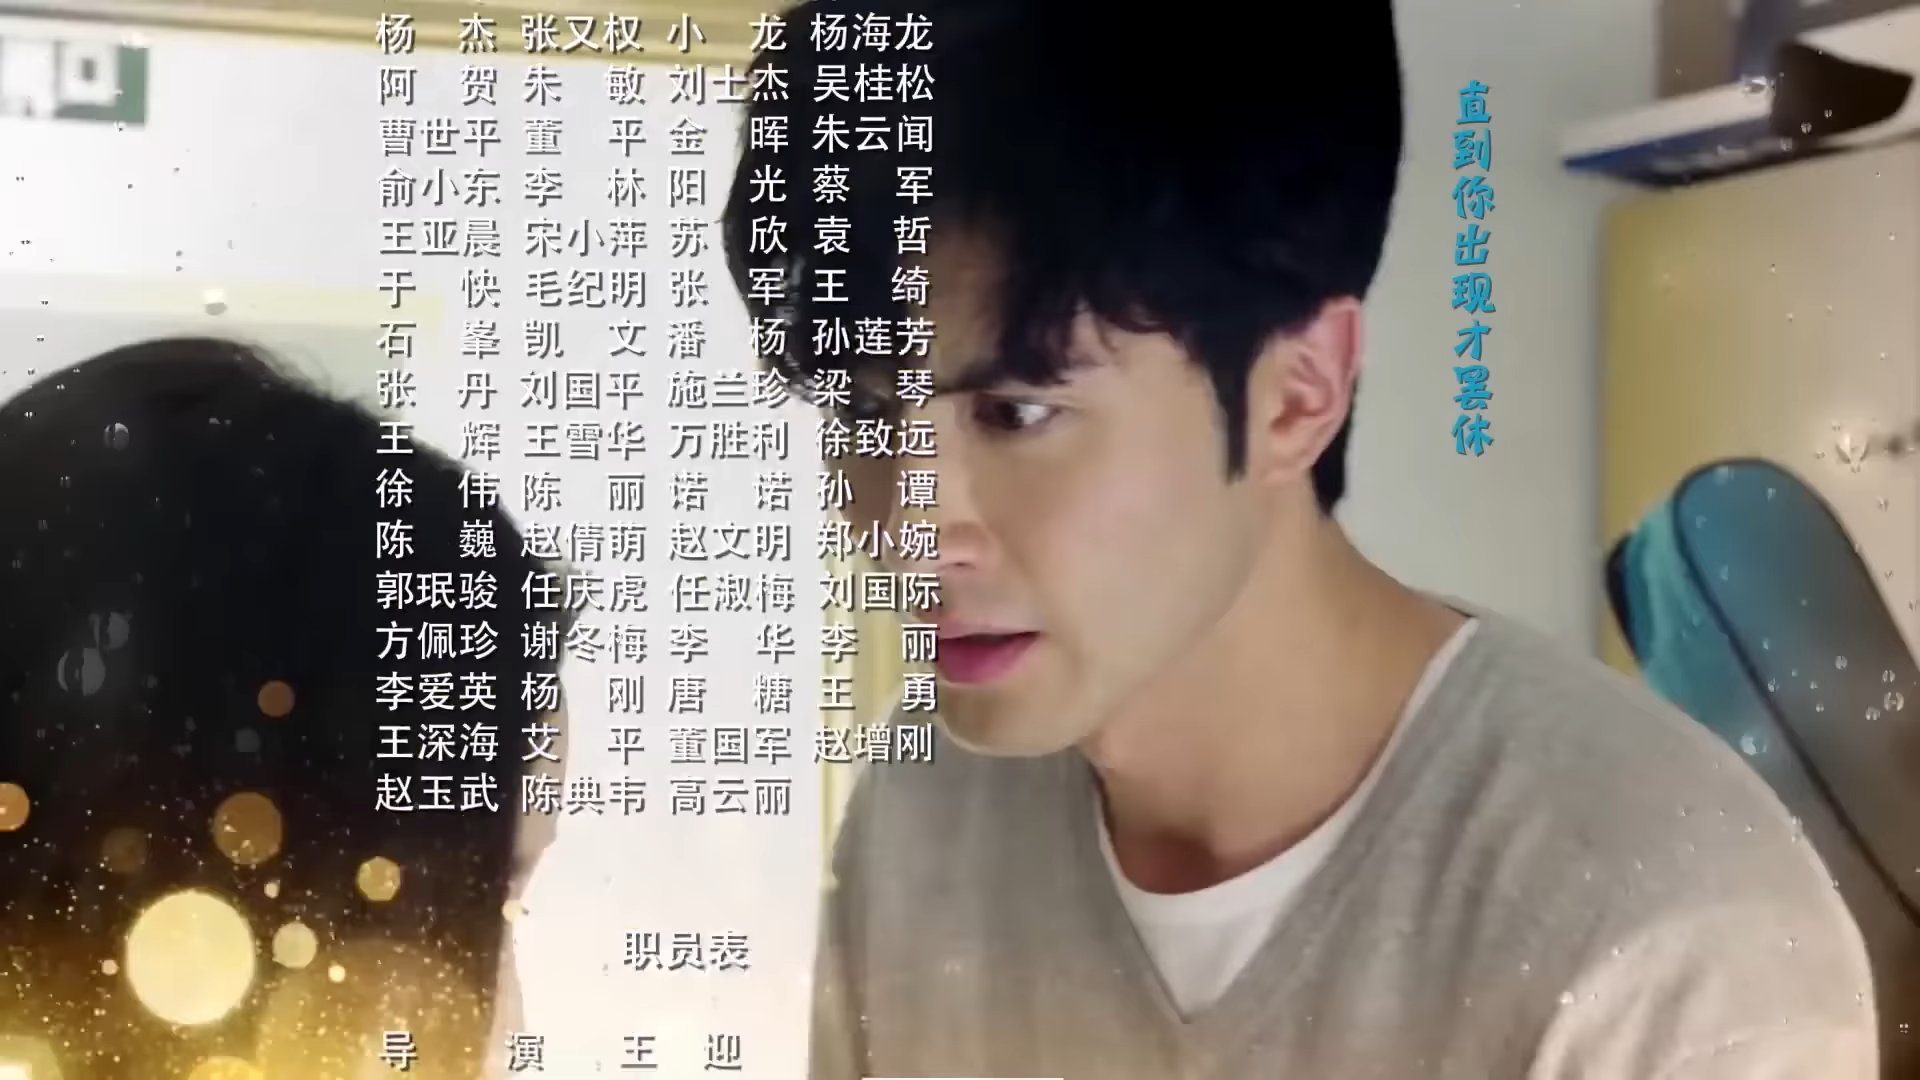 杨　杰 张又权 小　龙 杨海龙
阿　贺 朱　敏 刘士杰 吴桂松
曹世平 董　平 金　晖 朱云闻
俞小东 李　林 阳　光 蔡　军
王亚晨 宋小萍 苏　欣 袁　哲
于　快 毛纪明 张　军 王　绮
石　峯 凯　文 潘　杨 孙莲芳
张　丹 刘国平 施兰珍 梁　琴
王　辉 王雪华 万胜利 徐致远
徐　伟 陈　丽 诺　诺 孙　谭
陈　巍 赵倩萌 赵文明 郑小婉
郭珉骏 任庆虎 任淑梅 刘国际
方佩珍 谢冬梅 李　华 李　丽
李爱英 杨　刚 唐　糖 王　勇
王深海 艾　平 董国军 赵增刚
赵玉武 陈典韦 高云丽
职员表
导　演　王　迎
直到你出现才罢休